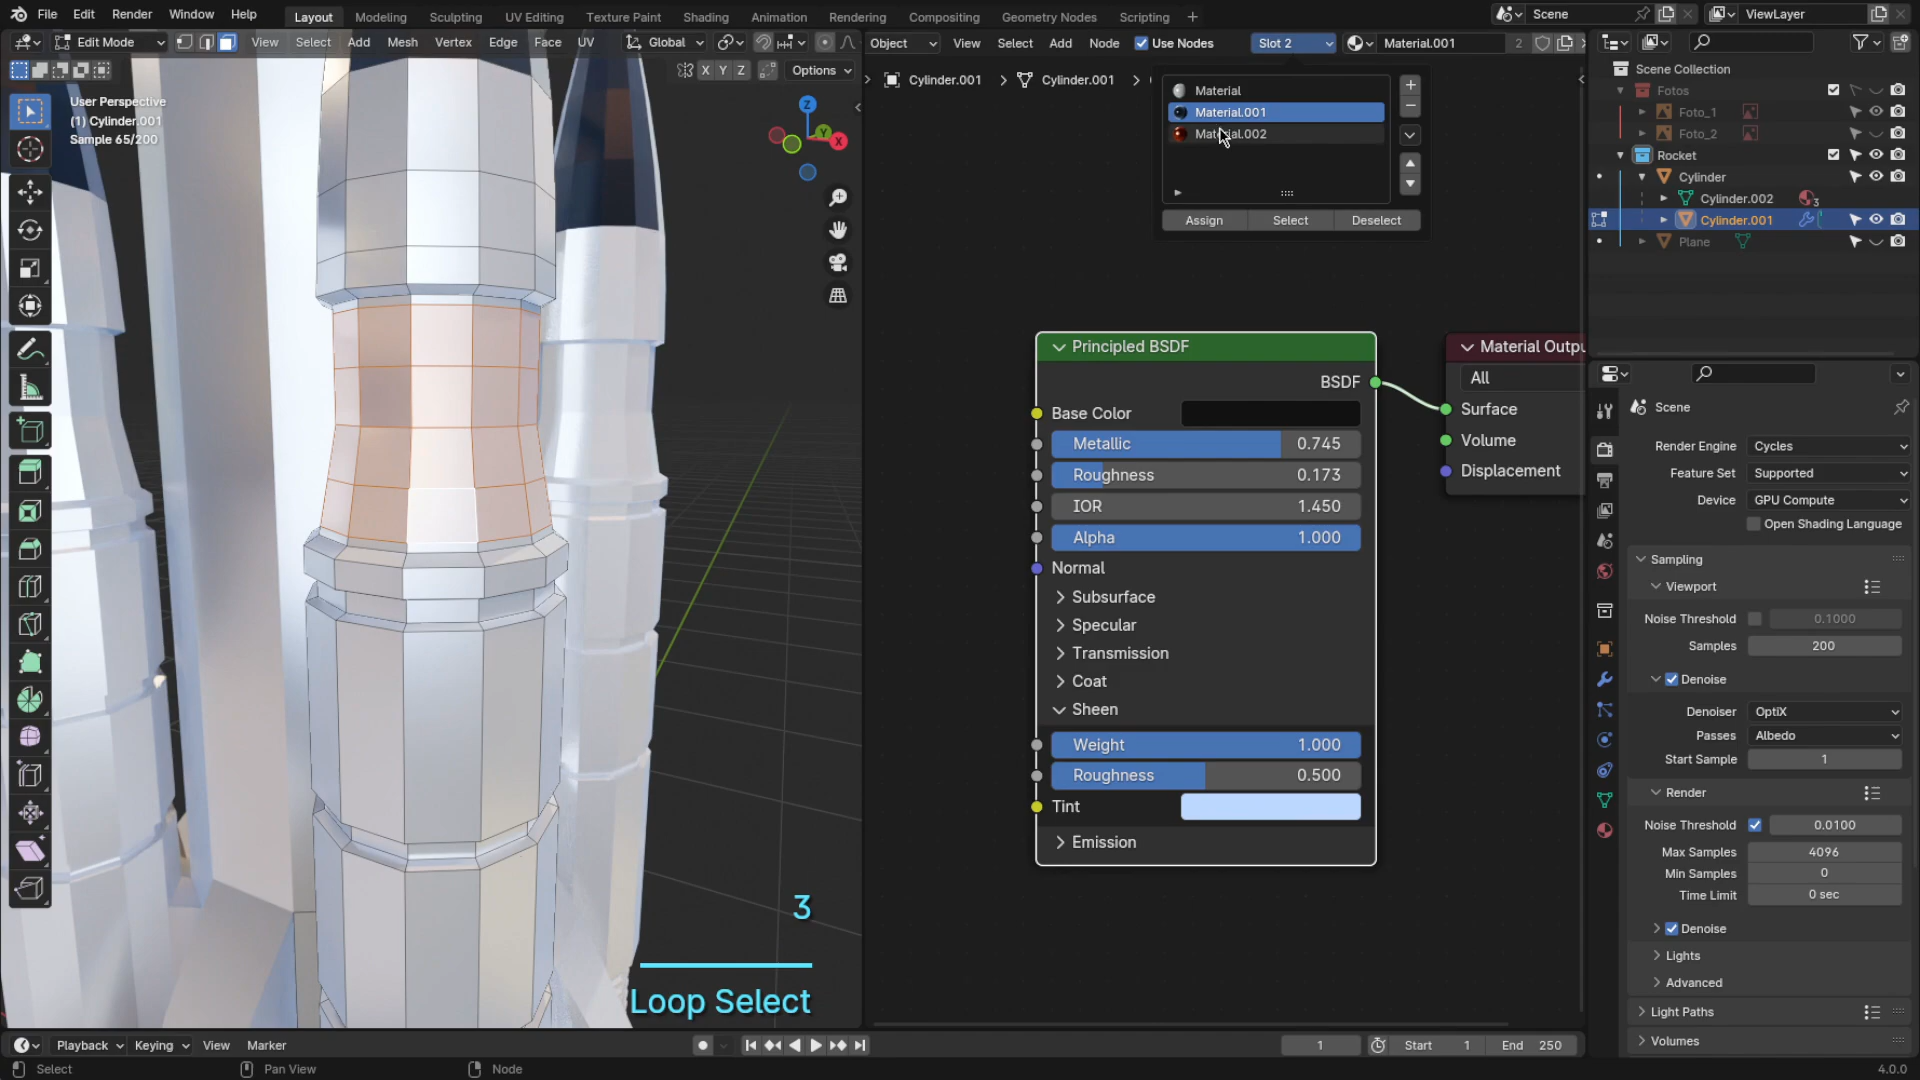 File Edit Render Window Help
Layout Modeling Sculpting UV Editing Texture Paint Shading Animation Rendering Compositing Geometry Nodes Scripting +
Scene
ViewLayer
Edit Mode
View Select Add Mesh Vertex Edge Face UV
Global
X Y Z
Options
User Perspective
(1) Cylinder.001
Sample 65/200
Z
Y
X
3
Loop Select
Object View Select Add Node Use Nodes
Slot 2
Material.001
2
Cylinder.001
Cylinder.001
Material
Material.001
Material.002
Assign Select Deselect
Principled BSDF
BSDF
Base Color
Metallic 0.745
Roughness 0.173
IOR 1.450
Alpha 1.000
Normal
Subsurface
Specular
Transmission
Coat
Sheen
Weight 1.000
Roughness 0.500
Tint
Emission
Material Outpu
All
Surface
Volume
Displacement
Scene Collection
Fotos
Foto_1
Foto_2
Rocket
Cylinder
Cylinder.002
3
Cylinder.001
Plane
Scene
Render Engine Cycles
Feature Set Supported
Device GPU Compute
Open Shading Language
Sampling
Viewport
Noise Threshold 0.1000
Samples 200
Denoise
Denoiser OptiX
Passes Albedo
Start Sample 1
Render
Noise Threshold 0.0100
Max Samples 4096
Min Samples 0
Time Limit 0 sec
Denoise
Lights
Advanced
Light Paths
Volumes
Playback Keying View Marker
1
Start 1
End 250
Select
Pan View
Node
4.0.0